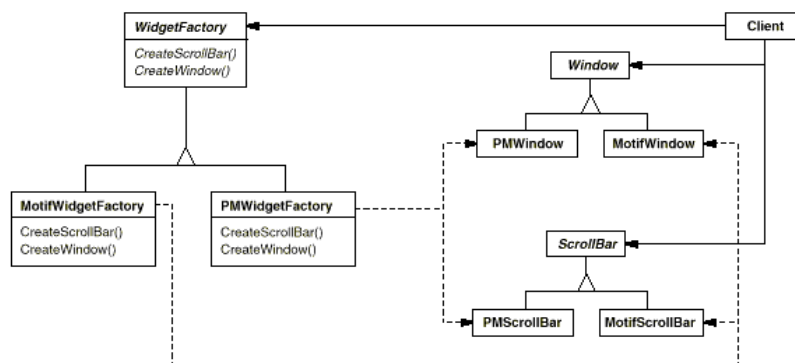 WidgetFactory
CreateScrollBar()
CreateWindow()
Client
Window
PMWindow
MotifWindow
MotifWidgetFactory
CreateScrollBar()
CreateWindow()
PMWidgetFactory
CreateScrollBar()
CreateWindow()
ScrollBar
PMScrollBar
MotifScrollBar